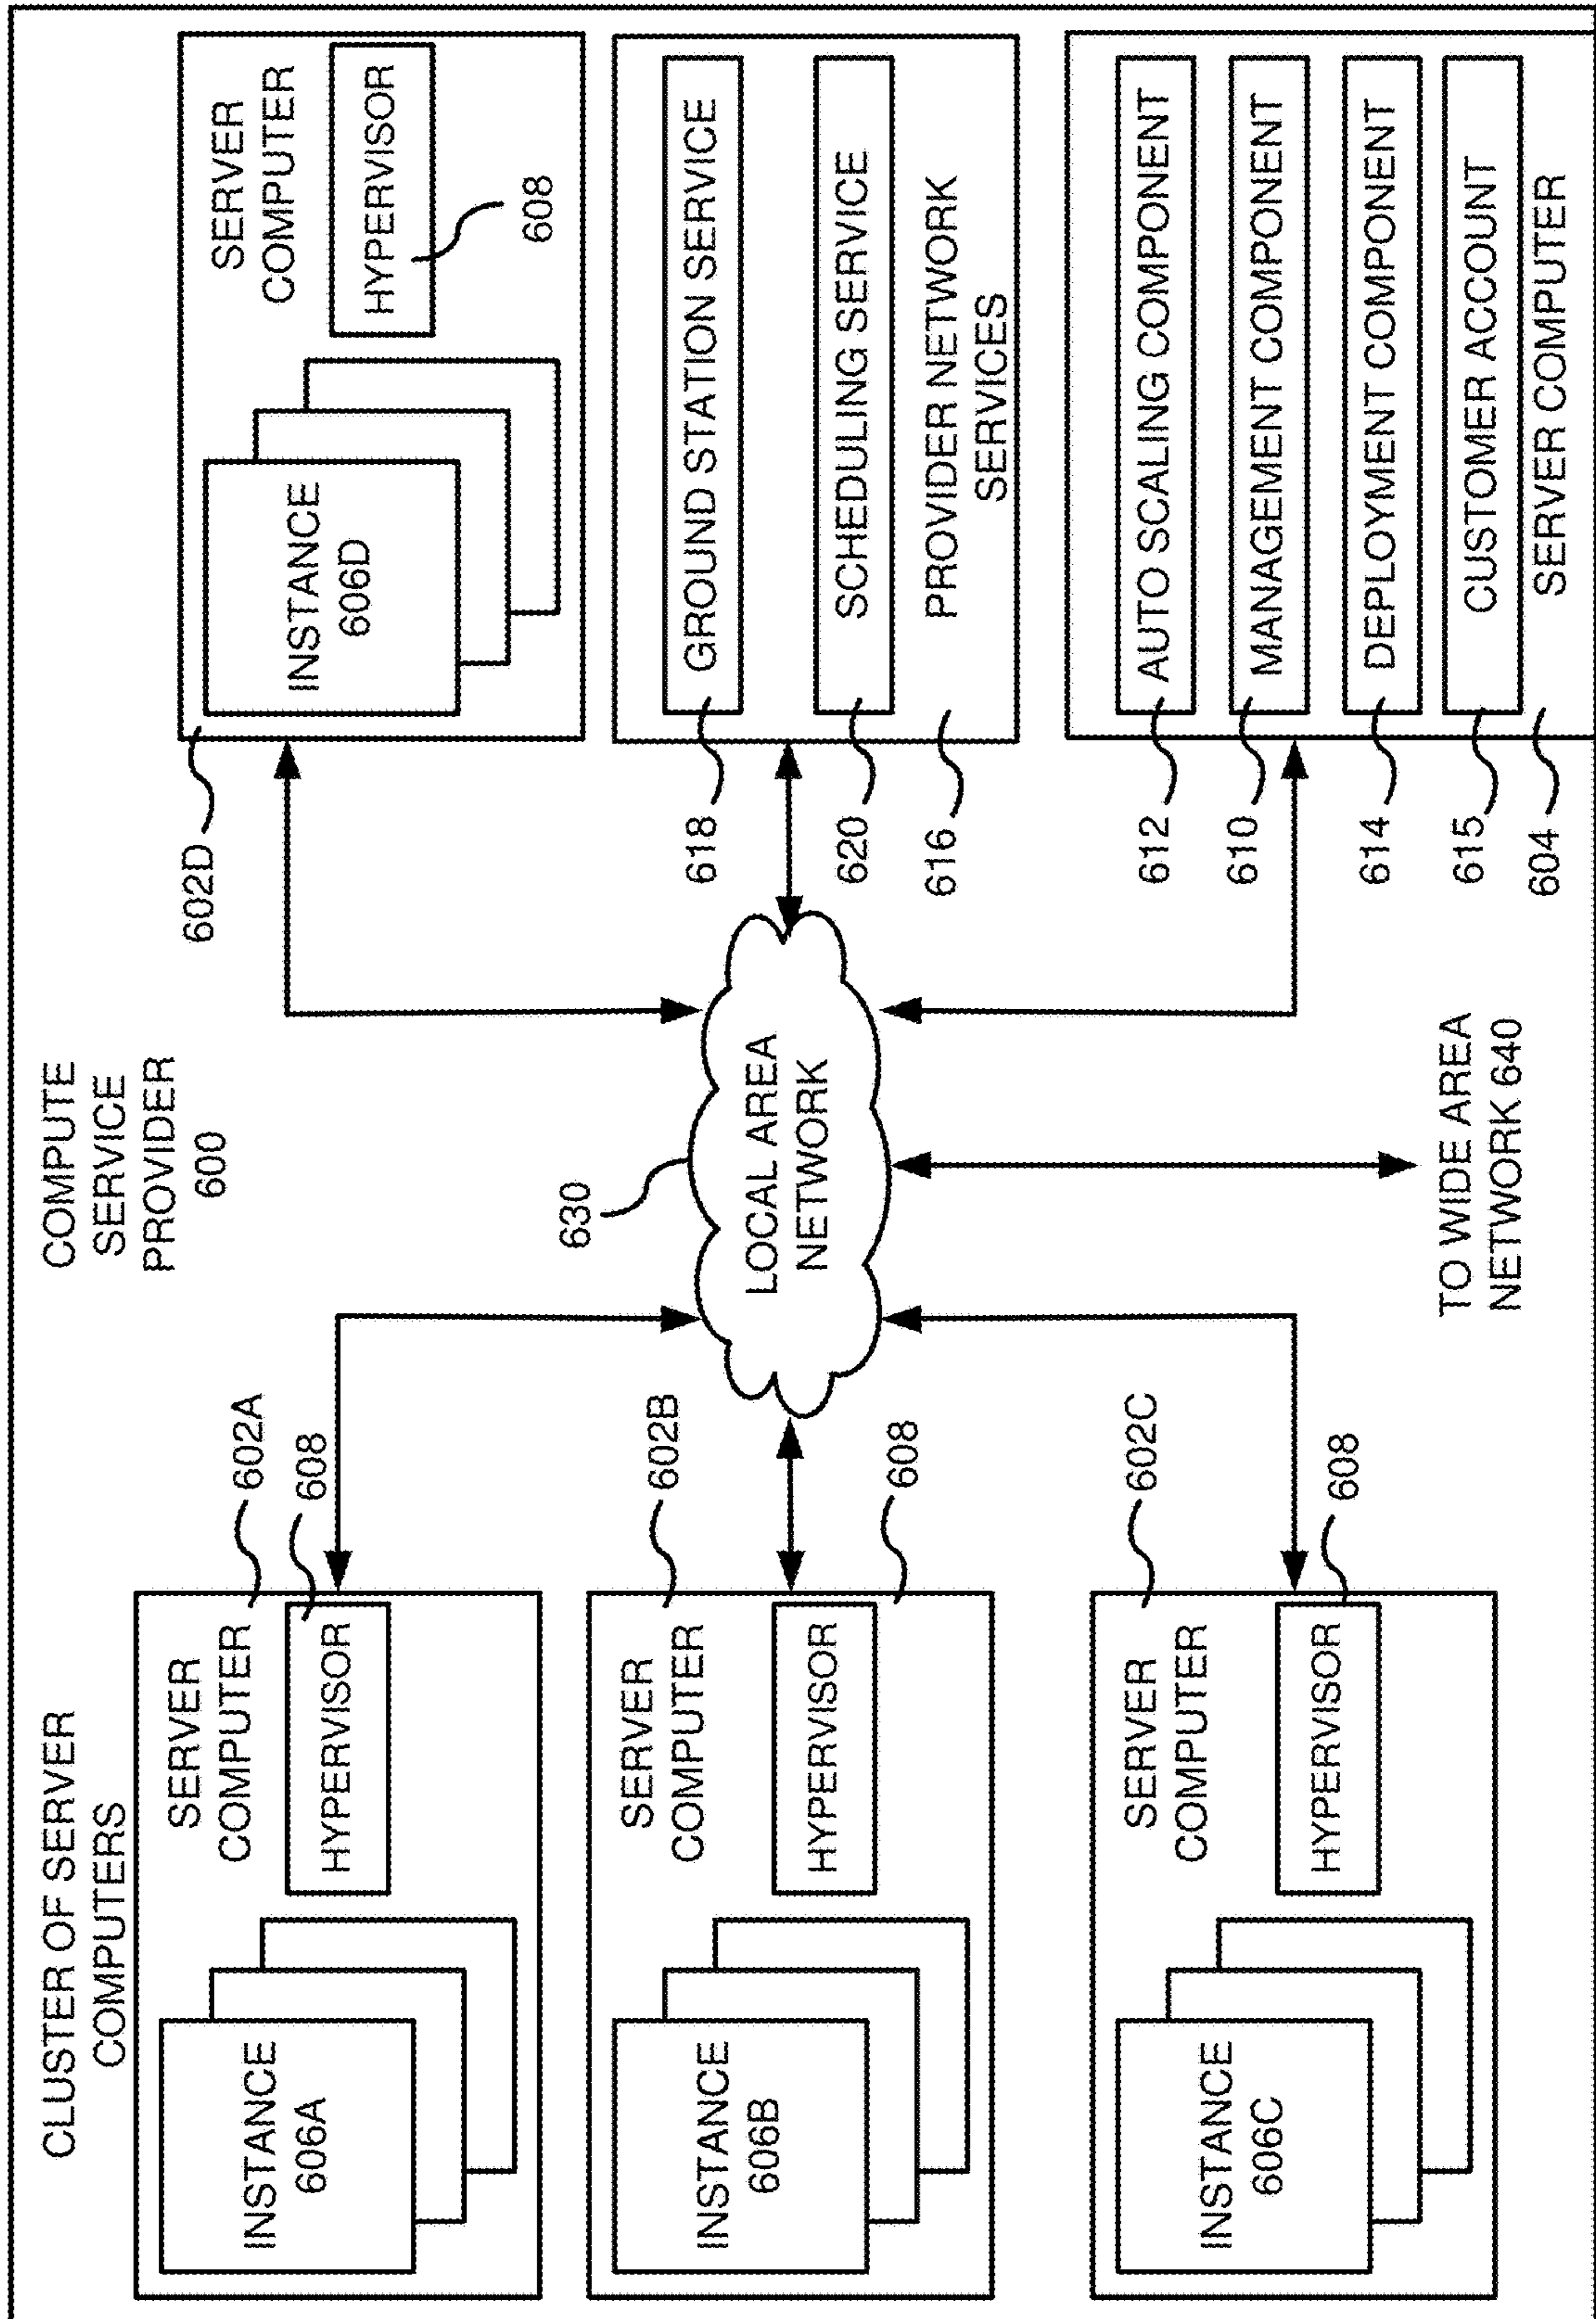 CLUSTER OF SERVER
COMPUTERS
COMPUTE
SERVICE
PROVIDER
600
SERVER
COMPUTER
602A
HYPERVISOR
608
INSTANCE
606A
SERVER
COMPUTER
602B
HYPERVISOR
608
INSTANCE
606B
SERVER
COMPUTER
602C
HYPERVISOR
608
INSTANCE
606C
630
LOCAL AREA
NETWORK
TO WIDE AREA
NETWORK 640
602D
SERVER
COMPUTER
HYPERVISOR
608
INSTANCE
606D
618
GROUND STATION SERVICE
620
SCHEDULING SERVICE
616
PROVIDER NETWORK
SERVICES
612
AUTO SCALING COMPONENT
610
MANAGEMENT COMPONENT
614
DEPLOYMENT COMPONENT
615
CUSTOMER ACCOUNT
604
SERVER COMPUTER